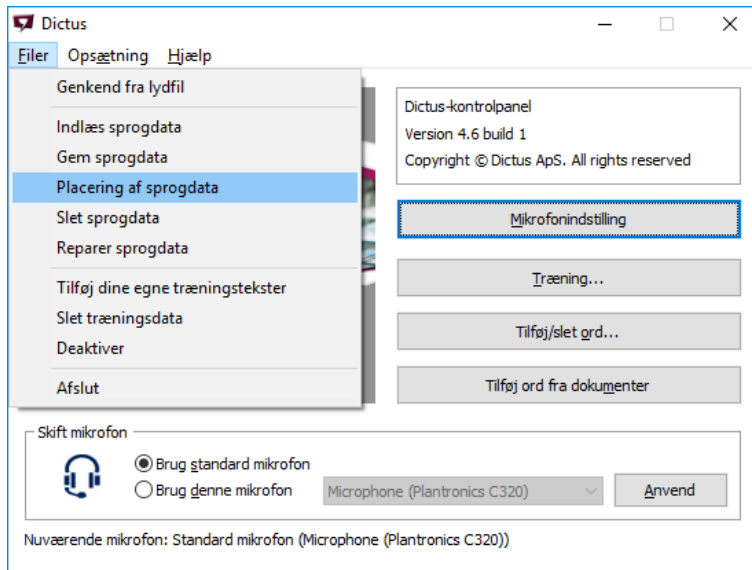 Dictus
Filer Opsætning Hjælp
Genkend fra lydfil
Indlæs sprogdata
Gem sprogdata
Placering af sprogdata
Slet sprogdata
Reparer sprogdata
Tilføj dine egne træningstekster
Slet træningsdata
Deaktiver
Afslut
Dictus-kontrolpanel
Version 4.6 build 1
Copyright © Dictus ApS. All rights reserved
Mikrofonindstilling
Træning...
Tilføj/slet ord...
Tilføj ord fra dokumenter
Skift mikrofon
Brug standard mikrofon
Brug denne mikrofon
Microphone (Plantronics C320)
Anvend
Nuværende mikrofon: Standard mikrofon (Microphone (Plantronics C320))